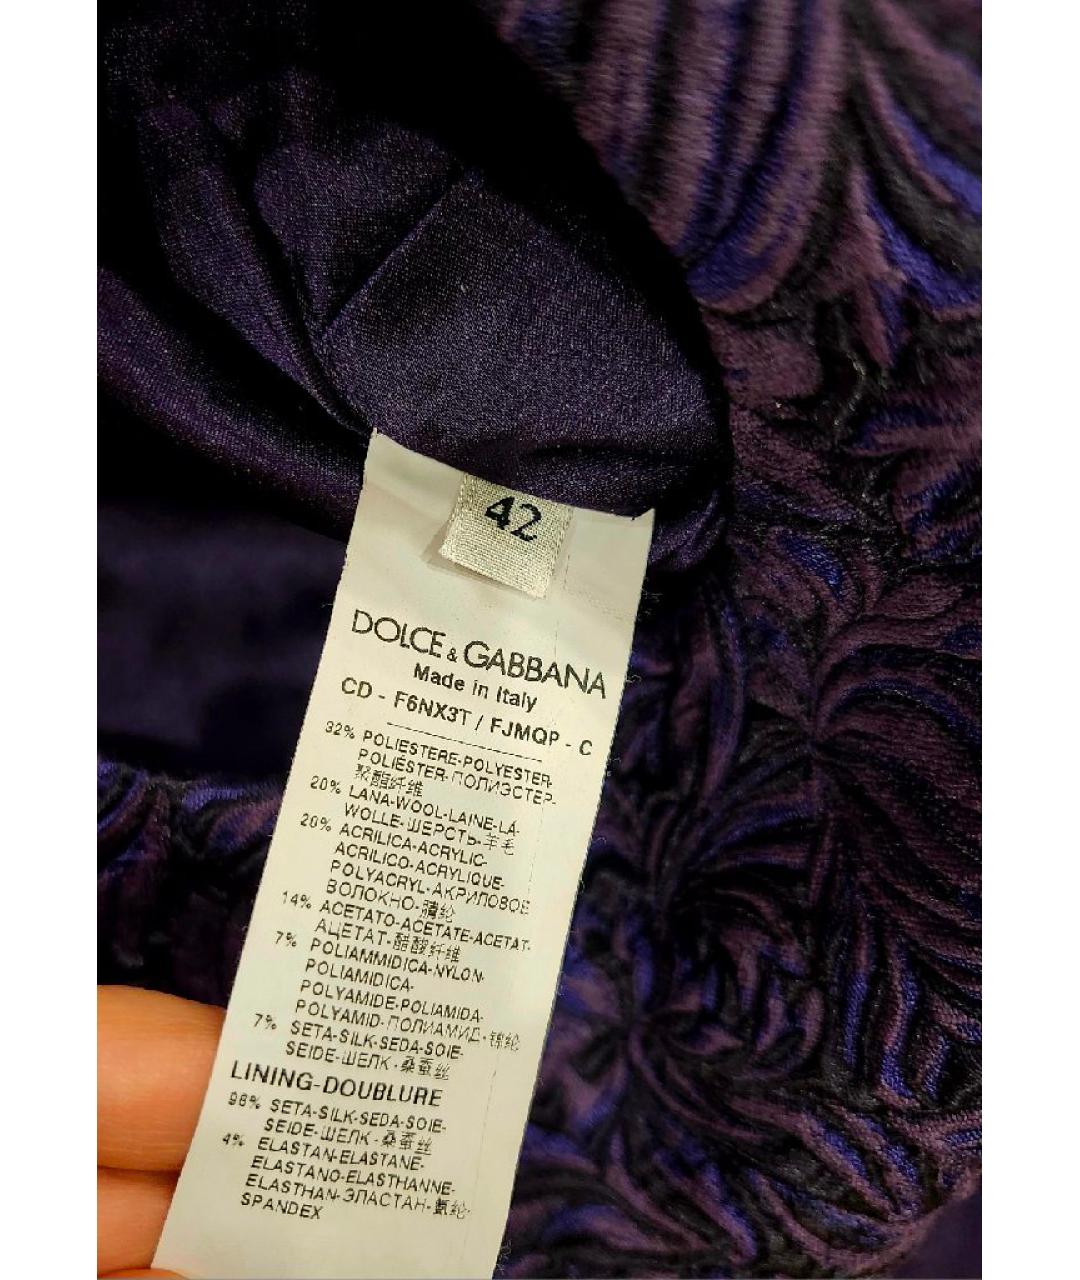 42
DOLCE & GABBANA
Made in Italy
CD - F6NX3T / FJMQP - C
32% POLIESTERE-POLYESTER-
POLIÉSTER-ПОЛИЭСТЕР-
聚酯纤维
20% LANA-WOOL-LAINE-LÃ-
WOLLE-ШЕРСТЬ-羊毛
20% ACRILICA-ACRYLIC-
ACRILICO-ACRYLIQUE-
POLYACRYL-АКРИЛОВОЕ
ВОЛОКНО-腈纶
14% ACETATO-ACETATE-ACETAT-
АЦЕТАТ-醋酸纤维
7% POLIAMMIDICA-NYLON-
POLIAMIDICA-
POLYAMIDE-POLIAMIDA-
POLYAMID-ПОЛИАМИД-锦纶
7% SETA-SILK-SEDA-SOIE-
SEIDE-ШЕЛК-桑蚕丝
LINING-DOUBLURE
96% SETA-SILK-SEDA-SOIE-
SEIDE-ШЕЛК-桑蚕丝
4% ELASTAN-ELASTANE-
ELASTANO-ELASTHANNE-
ELASTHAN-ЭЛАСТАН-氨纶-
SPANDEX